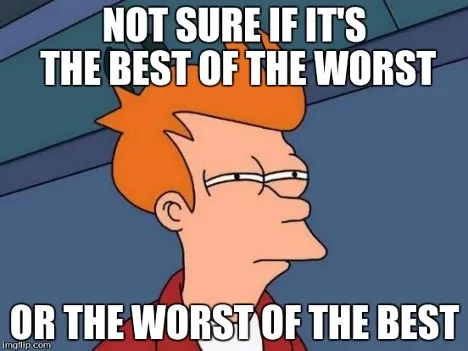 NOT SURE IF IT'S
THE BEST OF THE WORST
OR THE WORST OF THE BEST
imgflip.com